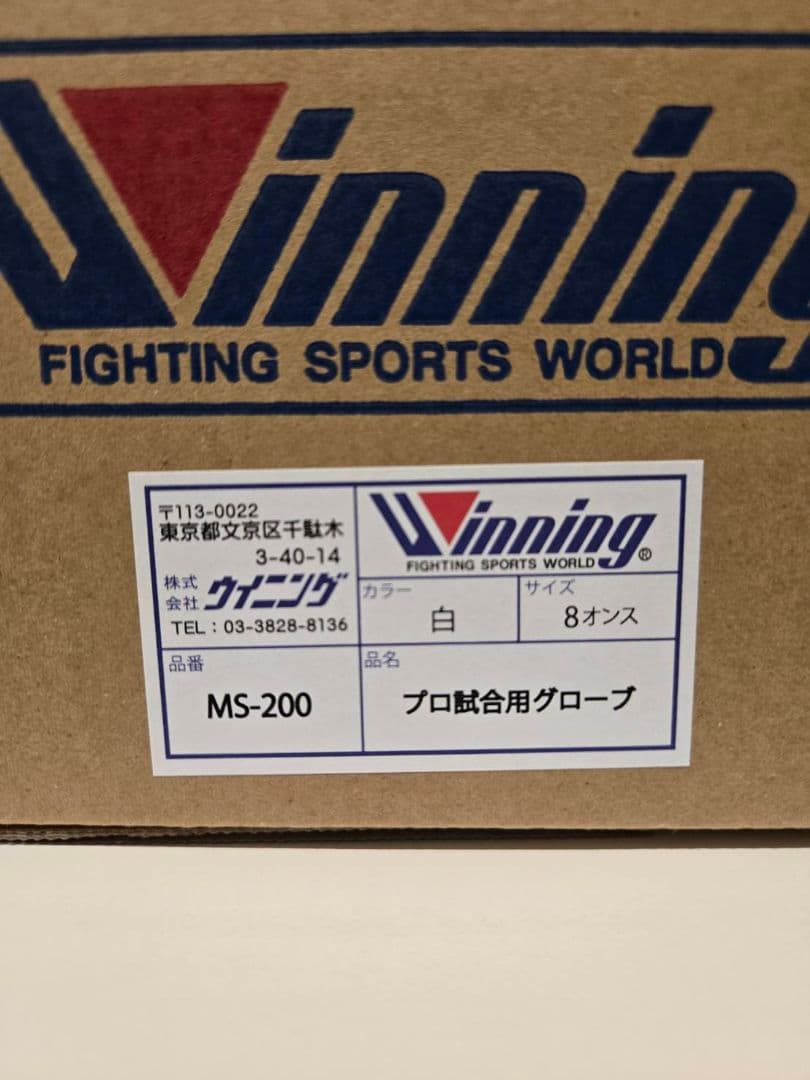 Winning
FIGHTING SPORTS WORLD
〒113-0022
東京都文京区千駄木
3-40-14
株式
会社 ウイニング
TEL：03-3828-8136
Winning®
FIGHTING SPORTS WORLD
カラー
白
サイズ
8オンス
品番
MS-200
品名
プロ試合用グローブ